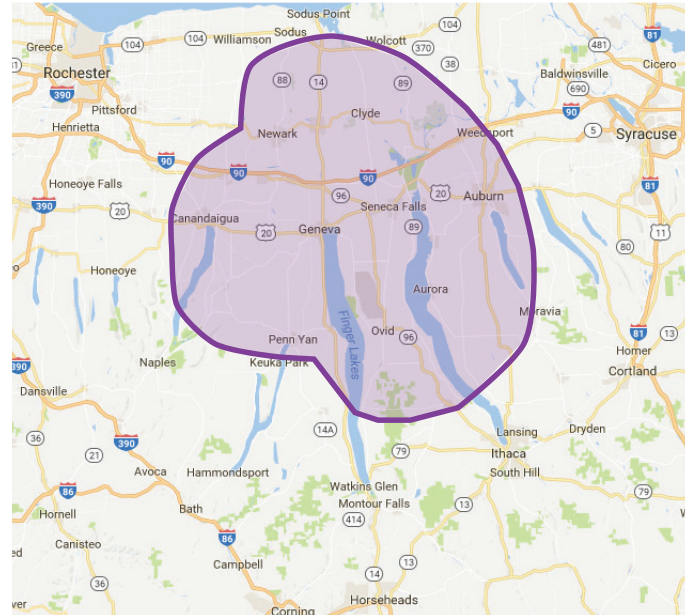 Sodus Point
Sodus
104
Williamson
Wolcott
104
Greece
104
370
481
81
Cicero
Rochester
88
14
89
38
Baldwinsville
390
690
Pittsford
Clyde
90
Henrietta
Newark
Weedsport
5
Syracuse
90
90
90
Honeoye Falls
96
20
81
390
20
Canandaigua
Seneca Falls
Auburn
20
Geneva
89
11
80
Honeoye
Aurora
Finger Lakes
Moravia
Penn Yan
Ovid
96
81
13
Naples
Keuka Park
Homer
390
Cortland
Dansville
14A
Lansing
Dryden
36
390
79
Ithaca
21
Avoca
Hammondsport
South Hill
86
Watkins Glen
Montour Falls
79
Hornell
Bath
414
13
Canisteo
86
Campbell
13
36
14
Horseheads
Corning